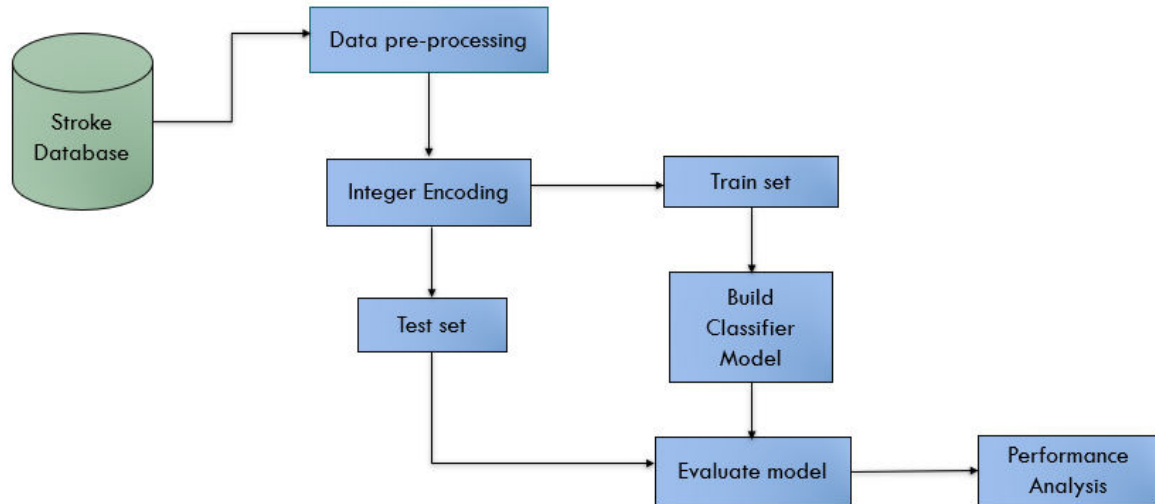 Data pre-processing
Stroke
Database
Integer Encoding
Train set
Test set
Build
Classifier
Model
Evaluate model
Performance
Analysis